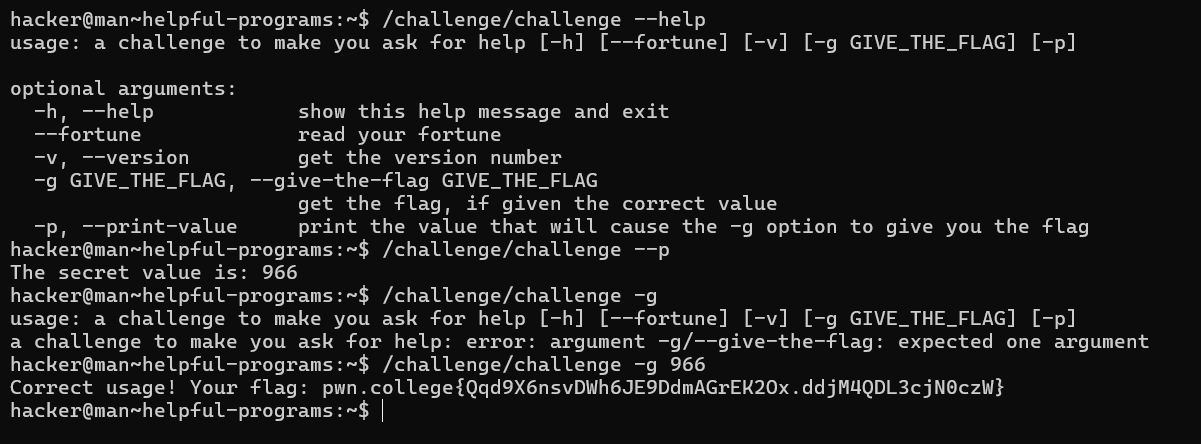 hacker@man~helpful-programs:~$ /challenge/challenge --help
usage: a challenge to make you ask for help [-h] [--fortune] [-v] [-g GIVE_THE_FLAG] [-p]
optional arguments:
-h, --help show this help message and exit
--fortune read your fortune
-v, --version get the version number
-g GIVE_THE_FLAG, --give-the-flag GIVE_THE_FLAG
get the flag, if given the correct value
-p, --print-value print the value that will cause the -g option to give you the flag
hacker@man~helpful-programs:~$ /challenge/challenge --p
The secret value is: 966
hacker@man~helpful-programs:~$ /challenge/challenge -g
usage: a challenge to make you ask for help [-h] [--fortune] [-v] [-g GIVE_THE_FLAG] [-p]
a challenge to make you ask for help: error: argument -g/--give-the-flag: expected one argument
hacker@man~helpful-programs:~$ /challenge/challenge -g 966
Correct usage! Your flag: pwn.college{Qqd9X6nsvDWh6JE9DdmAGrEK2Ox.ddjM4QDL3cjN0czW}
hacker@man~helpful-programs:~$